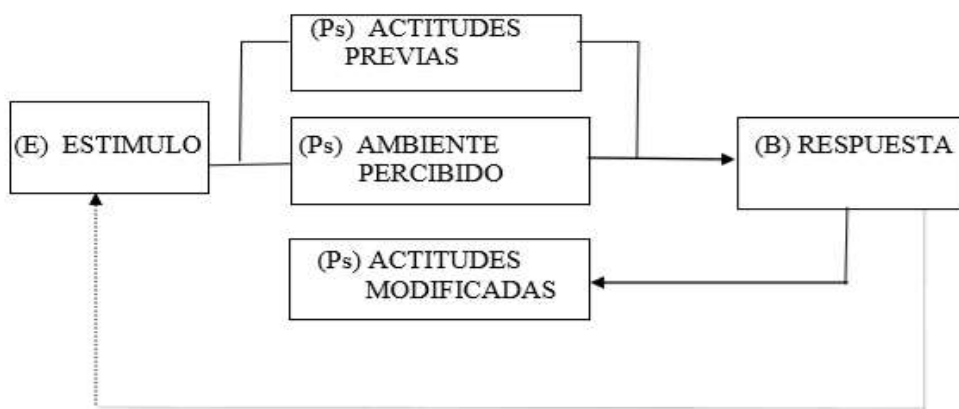 (Ps) ACTITUDES
PREVIAS
(E) ESTIMULO
(Ps) AMBIENTE
PERCIBIDO
(B) RESPUESTA
(Ps) ACTITUDES
MODIFICADAS